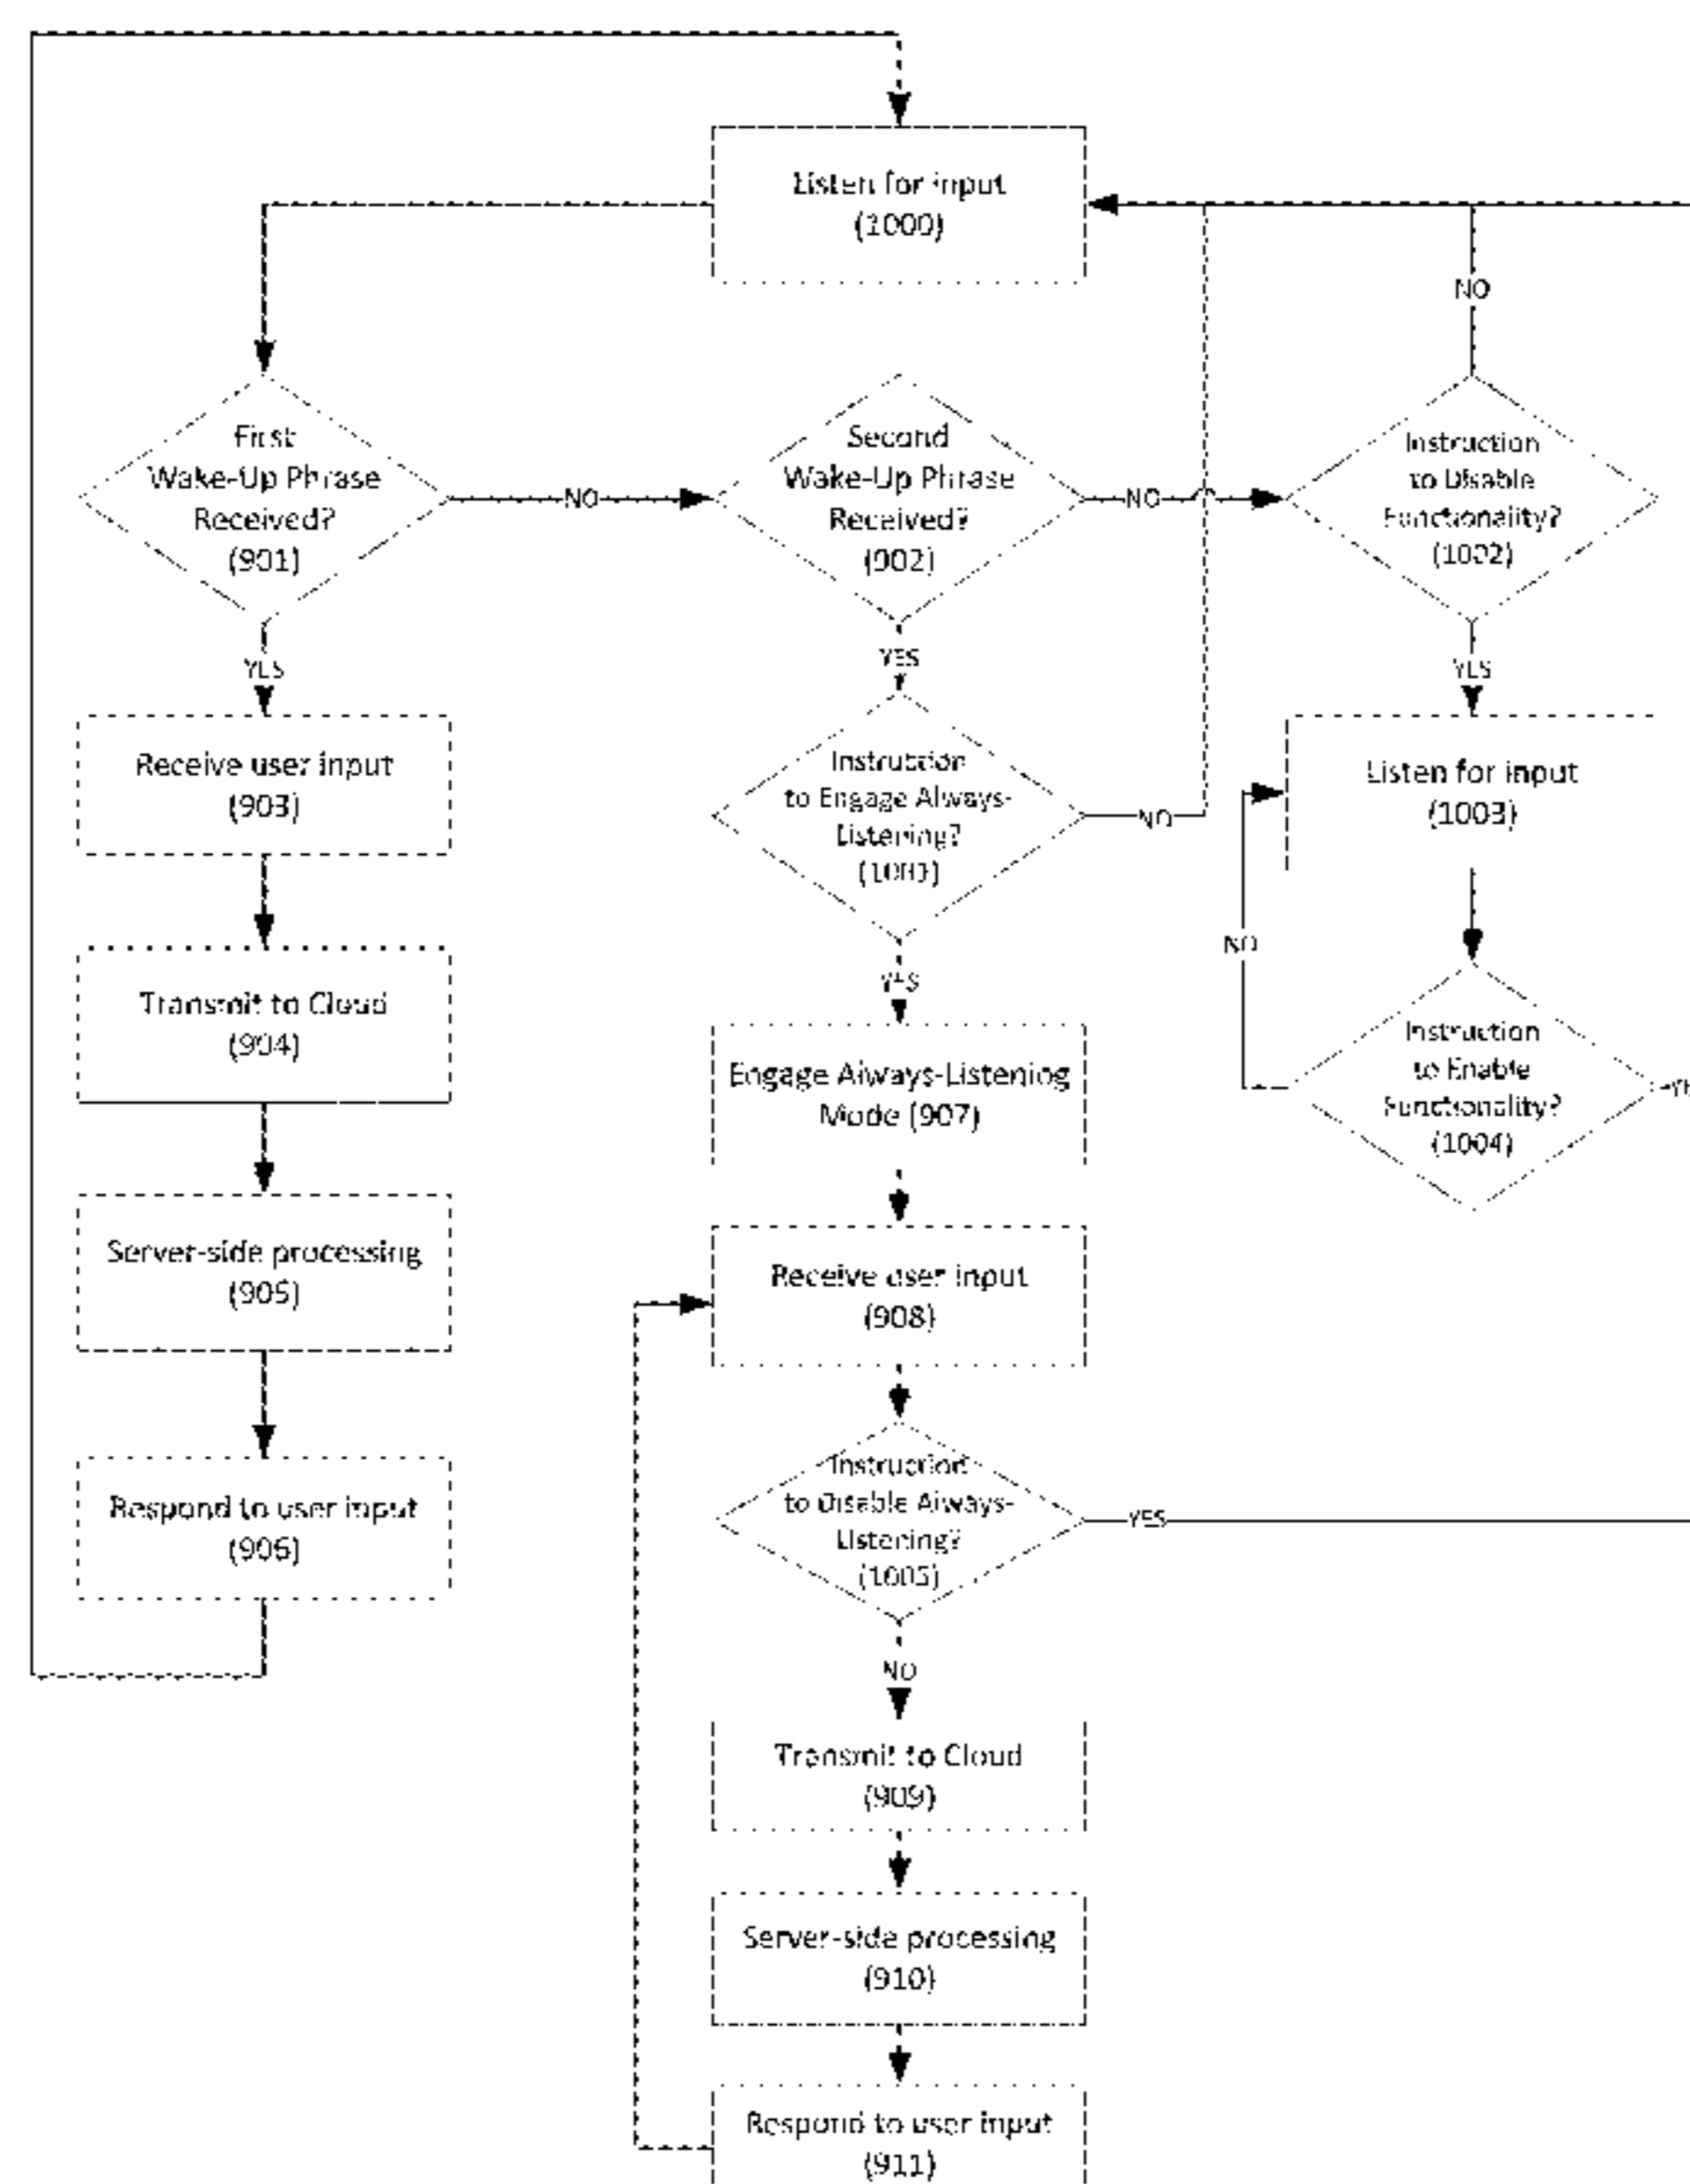 Listen for input
(1000)
First
Wake-Up Phrase
Received?
(901)
NO
Second
Wake-Up Phrase
Received?
(902)
NO
Instruction
to Disable
Functionality?
(1002)
NO
YES
Receive user input
(903)
Transmit to Cloud
(904)
Server-side processing
(905)
Respond to user input
(906)
YES
Instruction
to Engage Always-
Listening?
(1001)
NO
YES
Engage Always-Listening
Mode (907)
Receive user input
(908)
Instruction
to Disable Always-
Listening?
(1005)
YES
NO
Transmit to Cloud
(909)
Server-side processing
(910)
Respond to user input
(911)
YES
Listen for input
(1003)
NO
Instruction
to Enable
Functionality?
(1004)